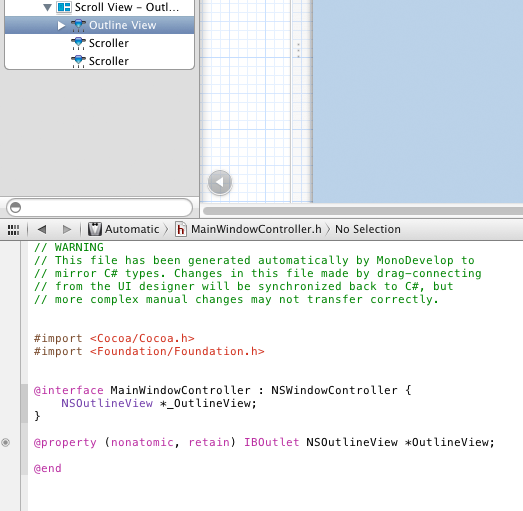 Scroll View – Outl...
Outline View
Scroller
Scroller
Automatic MainWindowController.h No Selection
// WARNING
// This file has been generated automatically by MonoDevelop to
// mirror C# types. Changes in this file made by drag-connecting
// from the UI designer will be synchronized back to C#, but
// more complex manual changes may not transfer correctly.
#import <Cocoa/Cocoa.h>
#import <Foundation/Foundation.h>
@interface MainWindowController : NSWindowController {
NSOutlineView *_OutlineView;
}
@property (nonatomic, retain) IBOutlet NSOutlineView *OutlineView;
@end